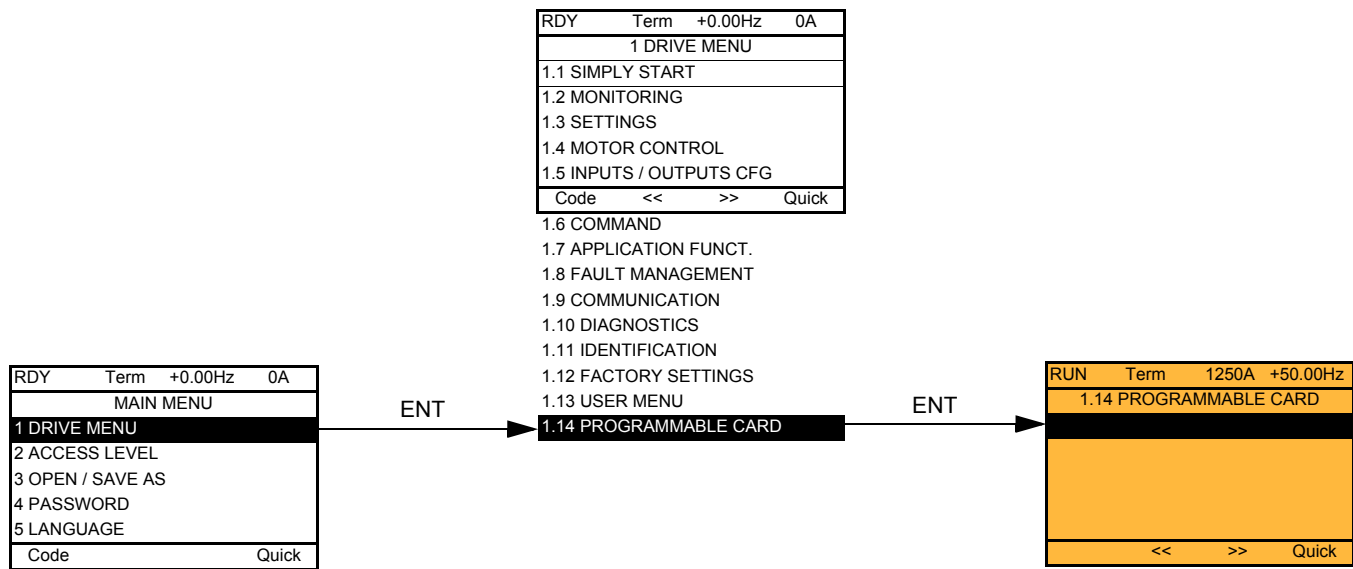 RDY Term +0.00Hz 0A
1 DRIVE MENU
1.1 SIMPLY START
1.2 MONITORING
1.3 SETTINGS
1.4 MOTOR CONTROL
1.5 INPUTS / OUTPUTS CFG
Code << >> Quick
1.6 COMMAND
1.7 APPLICATION FUNCT.
1.8 FAULT MANAGEMENT
1.9 COMMUNICATION
1.10 DIAGNOSTICS
1.11 IDENTIFICATION
1.12 FACTORY SETTINGS
1.13 USER MENU
1.14 PROGRAMMABLE CARD
RDY Term +0.00Hz 0A
MAIN MENU
1 DRIVE MENU
2 ACCESS LEVEL
3 OPEN / SAVE AS
4 PASSWORD
5 LANGUAGE
Code Quick
ENT
ENT
RUN Term 1250A +50.00Hz
1.14 PROGRAMMABLE CARD
<< >> Quick